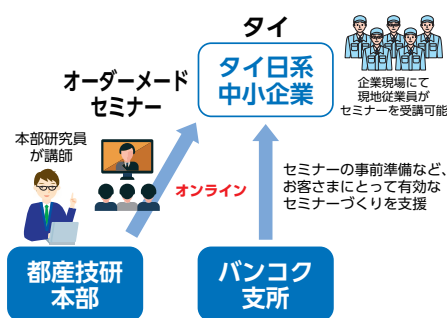 タイ
タイ日系
中小企業
企業現場にて
現地従業員が
セミナーを受講可能
オーダーメード
セミナー
本部研究員
が講師
オンライン
セミナーの事前準備など、
お客さまにとって有効な
セミナーづくりを支援
都産技研
本部
バンコク
支所